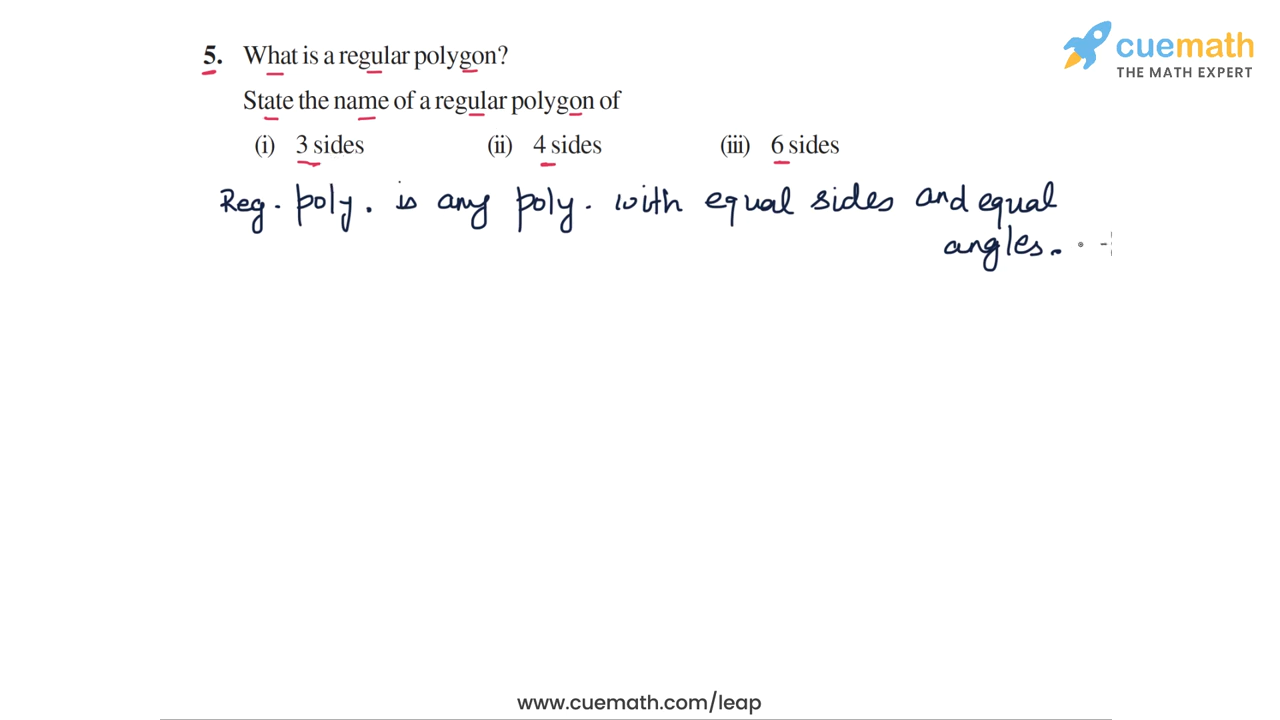 cuemath
THE MATH EXPERT
5. What is a regular polygon?
State the name of a regular polygon of
(i) 3 sides (ii) 4 sides (iii) 6 sides
Reg. poly. is any poly. with equal sides and equal
angles.
www.cuemath.com/leap